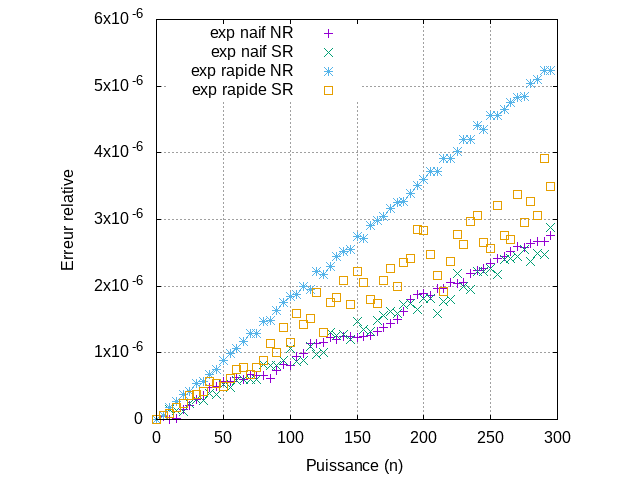 6x10^-6
5x10^-6
4x10^-6
3x10^-6
2x10^-6
1x10^-6
0
Erreur relative
exp naif NR
exp naif SR
exp rapide NR
exp rapide SR
0 50 100 150 200 250 300
Puissance (n)